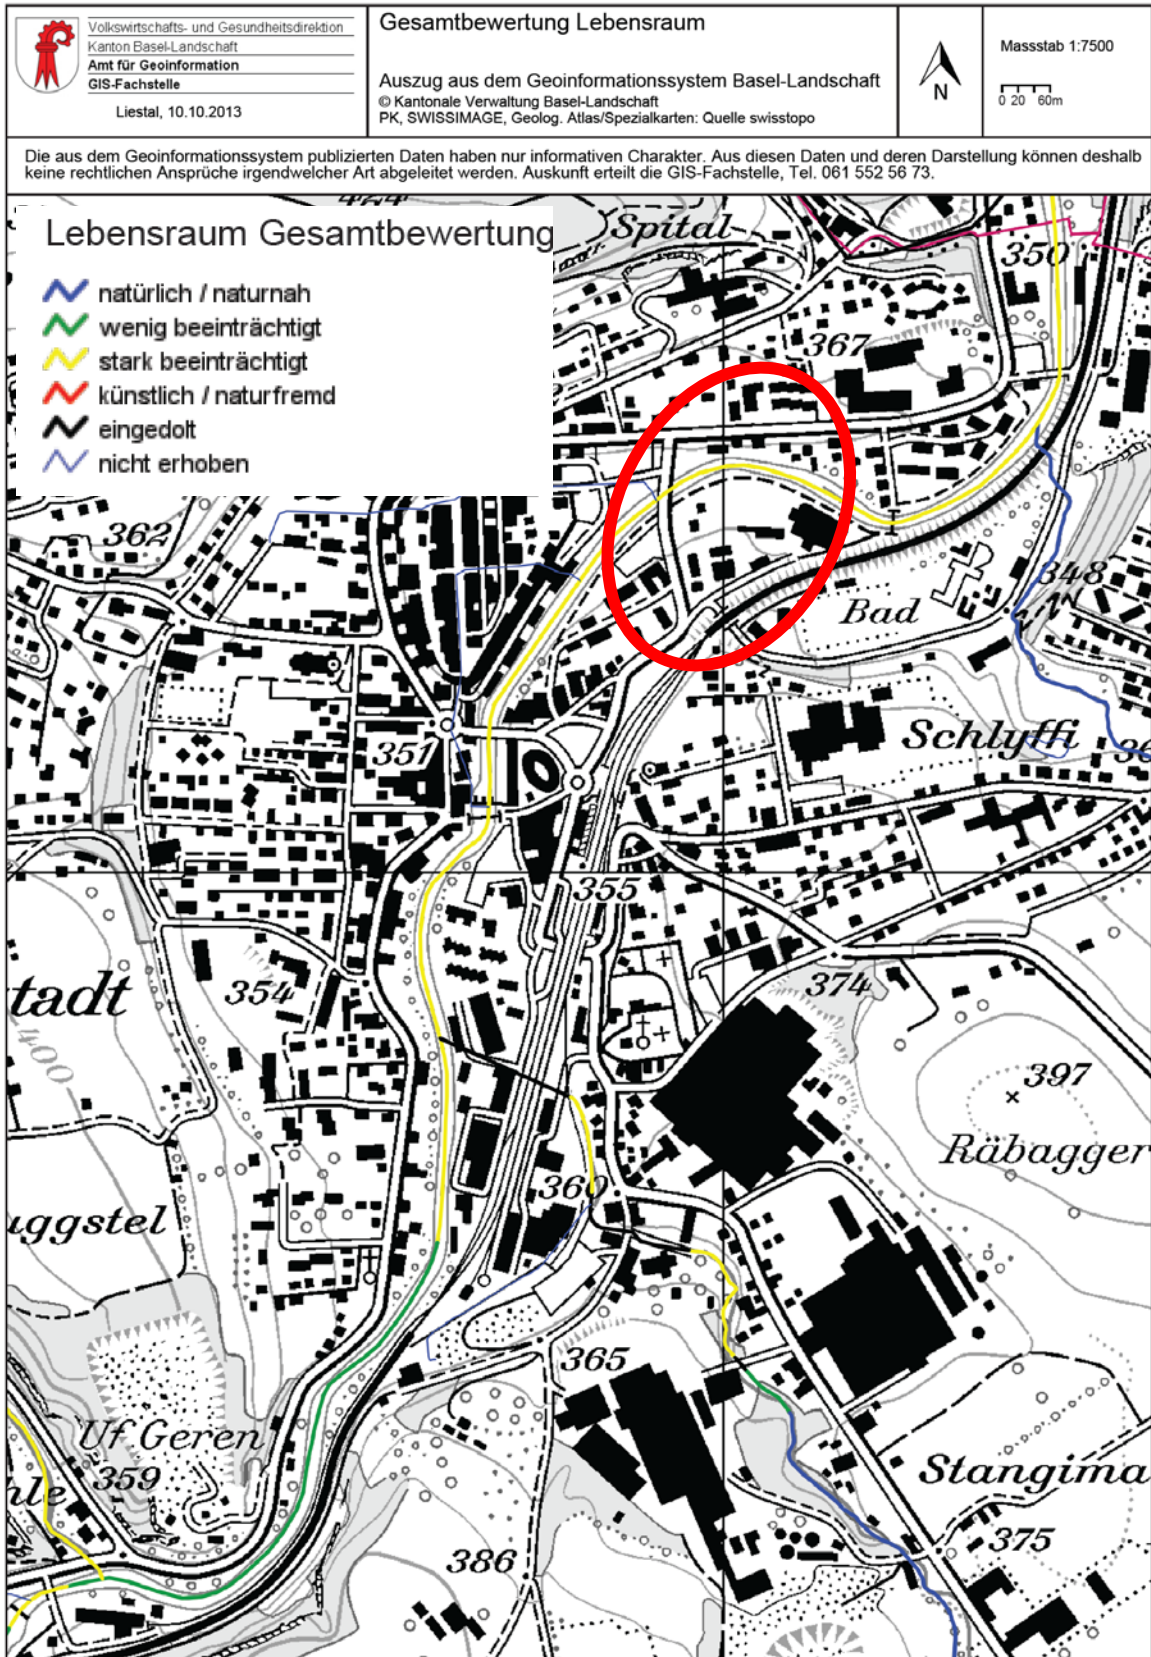 Volkswirtschafts- und Gesundheitsdirektion
Kanton Basel-Landschaft
Amt für Geoinformation
GIS-Fachstelle
Liestal, 10.10.2013
Gesamtbewertung Lebensraum
Auszug aus dem Geoinformationssystem Basel-Landschaft
© Kantonale Verwaltung Basel-Landschaft
PK, SWISSIMAGE, Geolog. Atlas/Spezialkarten: Quelle swisstopo
N
Massstab 1:7500
0 20 60m
Die aus dem Geoinformationssystem publizierten Daten haben nur informativen Charakter. Aus diesen Daten und deren Darstellung können deshalb
keine rechtlichen Ansprüche irgendwelcher Art abgeleitet werden. Auskunft erteilt die GIS-Fachstelle, Tel. 061 552 56 73.
Lebensraum Gesamtbewertung
natürlich / naturnah
wenig beeinträchtigt
stark beeinträchtigt
künstlich / naturfremd
eingedolt
nicht erhoben
424
Spital
350
367
362
348
Bad
351
Schlyffi
36
355
374
tadt
354
400
397
Räbagger
360
uggstel
365
Uf Geren
359
hle
Stangima
375
386